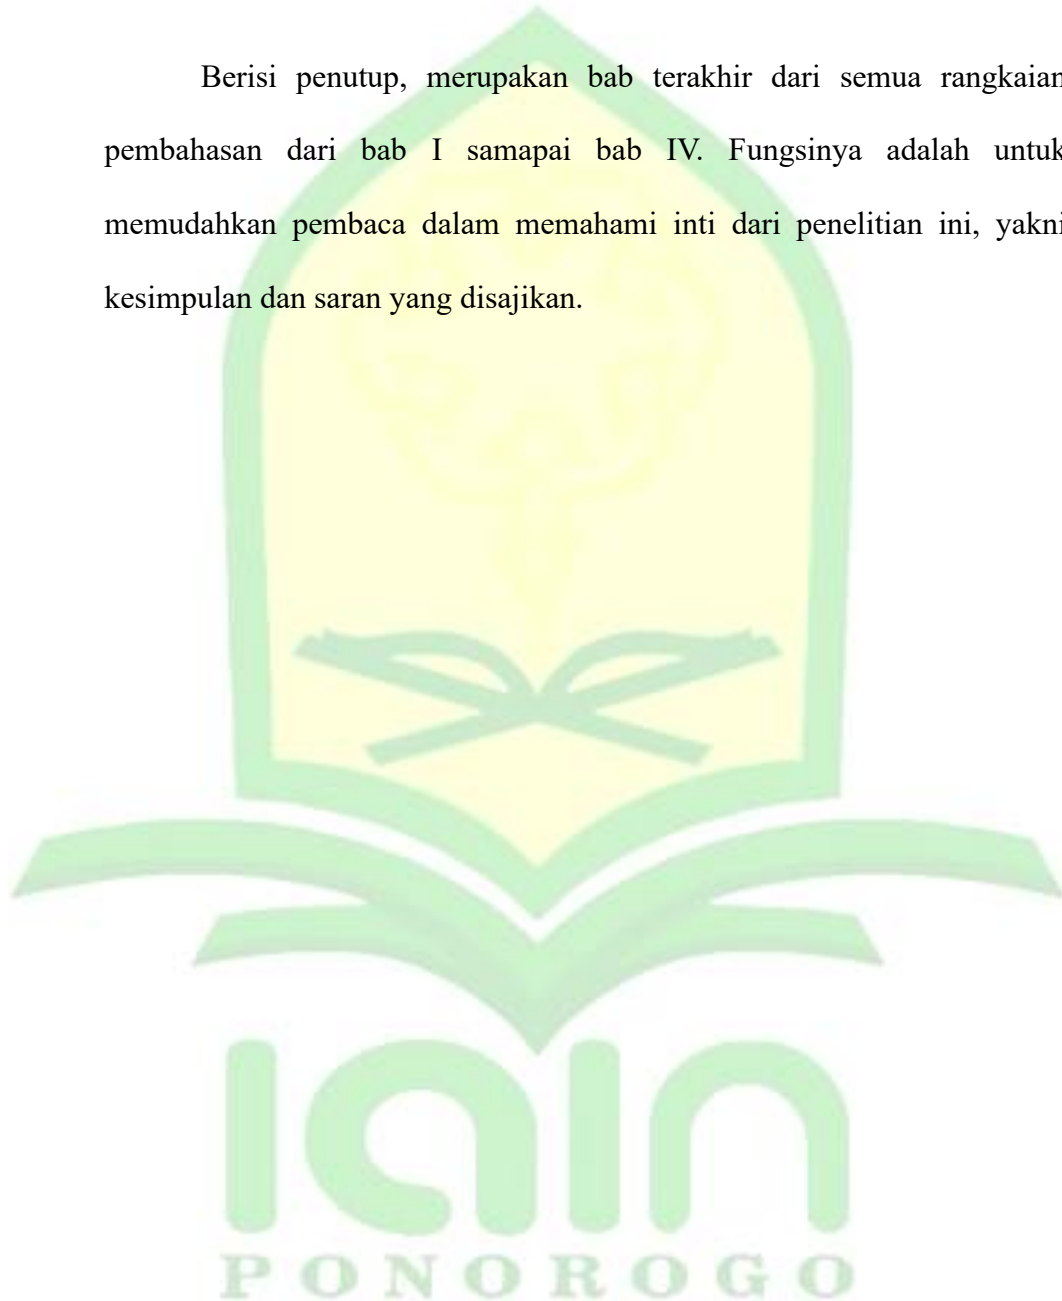 Berisi penutup, merupakan bab terakhir dari semua rangkaian
pembahasan dari bab I samapai bab IV. Fungsinya adalah untuk
memudahkan pembaca dalam memahami inti dari penelitian ini, yakni
kesimpulan dan saran yang disajikan.
iain
PONOROGO